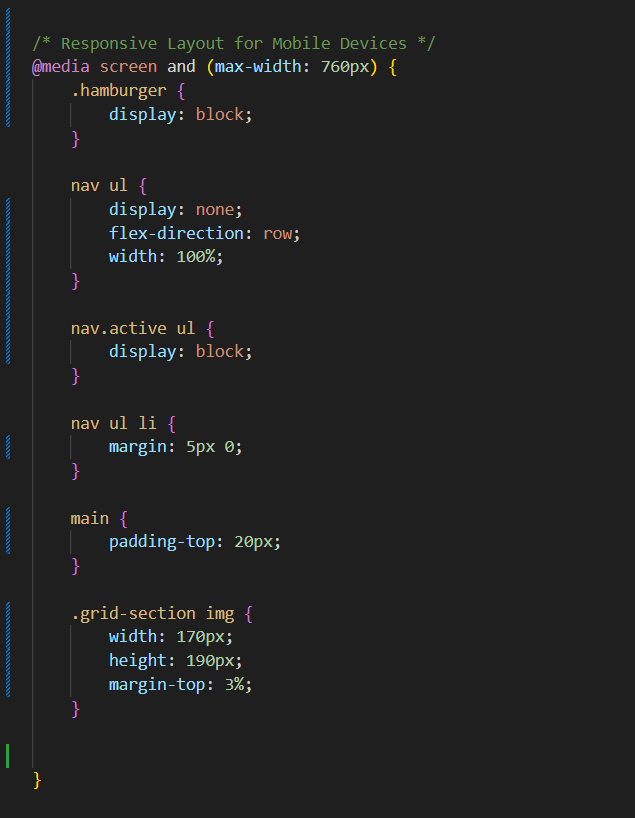 /* Responsive Layout for Mobile Devices */
@media screen and (max-width: 760px) {
    .hamburger {
        display: block;
    }

    nav ul {
        display: none;
        flex-direction: row;
        width: 100%;
    }

    nav.active ul {
        display: block;
    }

    nav ul li {
        margin: 5px 0;
    }

    main {
        padding-top: 20px;
    }

    .grid-section img {
        width: 170px;
        height: 190px;
        margin-top: 3%;
    }


}